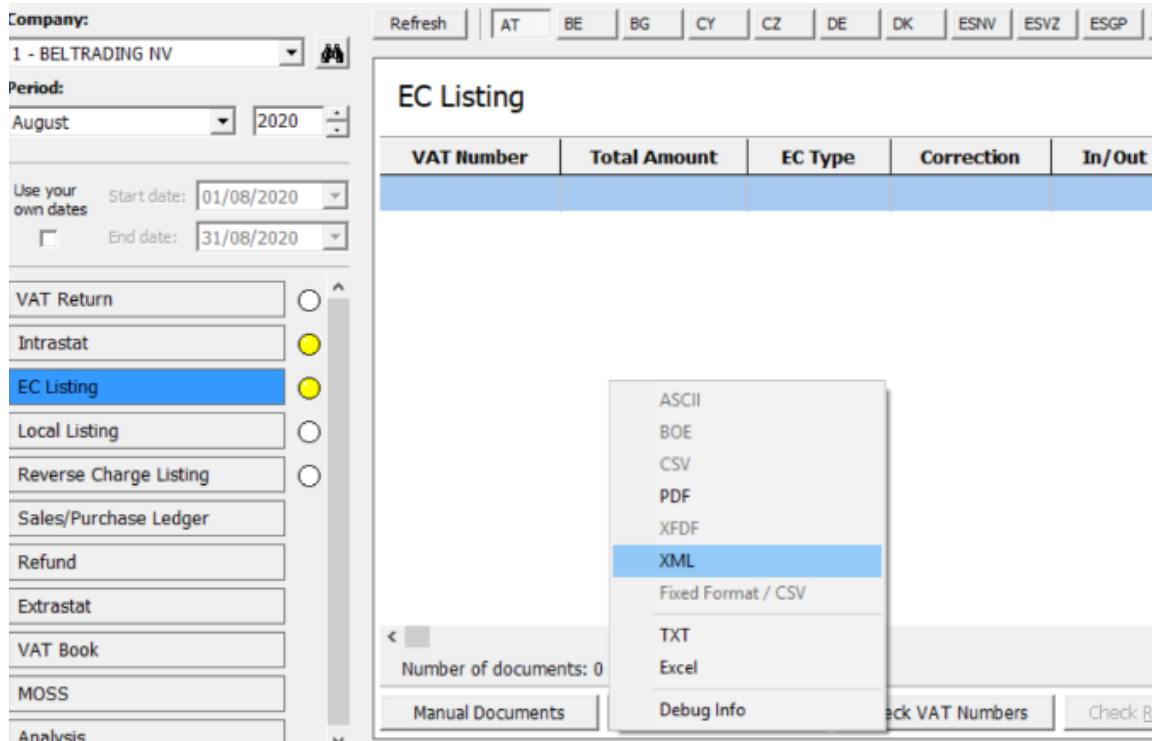 Company:
1 - BELTRADING NV
Period:
August 2020
Use your own dates
Start date: 01/08/2020
End date: 31/08/2020
VAT Return
Intrastat
EC Listing
Local Listing
Reverse Charge Listing
Sales/Purchase Ledger
Refund
Extrastat
VAT Book
MOSS
Analysis
Refresh AT BE BG CY CZ DE DK ESNV ESVZ ESGP
EC Listing
VAT Number Total Amount EC Type Correction In/Out
ASCII
BOE
CSV
PDF
XFDF
XML
Fixed Format / CSV
TXT
Excel
Debug Info
Number of documents: 0
Manual Documents eck VAT Numbers Check R